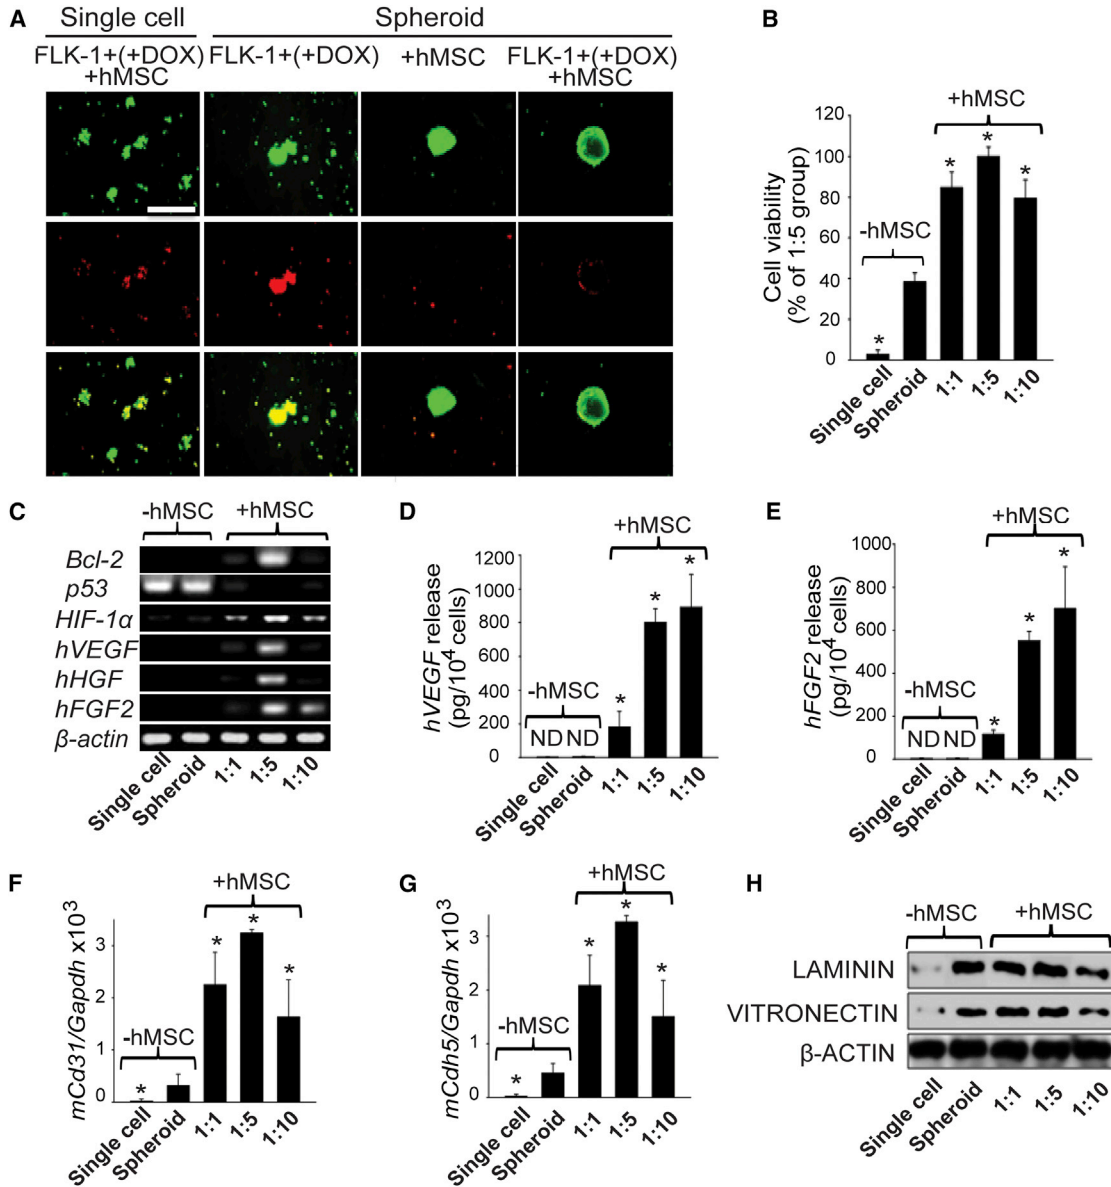 A
Single cell
Spheroid
FLK-1+(+DOX)
+hMSC
FLK-1+(+DOX)
+hMSC
FLK-1+(+DOX)
+hMSC
B
+hMSC
-hMSC
Cell viability
(% of 1:5 group)
120
100
80
60
40
20
0
*
*
*
*
Single cell
Spheroid
1:1
1:5
1:10
C
-hMSC
+hMSC
Bcl-2
p53
HIF-1α
hVEGF
hHGF
hFGF2
β-actin
Single cell
Spheroid
1:1
1:5
1:10
D
+hMSC
-hMSC
hVEGF release
(pg/10⁴ cells)
1200
1000
800
600
400
200
0
ND ND
*
*
*
Single cell
Spheroid
1:1
1:5
1:10
E
+hMSC
-hMSC
hFGF2 release
(pg/10⁴ cells)
1000
800
600
400
200
0
ND ND
*
*
*
Single cell
Spheroid
1:1
1:5
1:10
F
+hMSC
-hMSC
mCd31/Gapdh x10³
3
2
1
0
*
*
*
*
Single cell
Spheroid
1:1
1:5
1:10
G
+hMSC
-hMSC
mCdh5/Gapdh x10³
3
2
1
0
*
*
*
*
Single cell
Spheroid
1:1
1:5
1:10
H
-hMSC
+hMSC
LAMININ
VITRONECTIN
β-ACTIN
Single cell
Spheroid
1:1
1:5
1:10